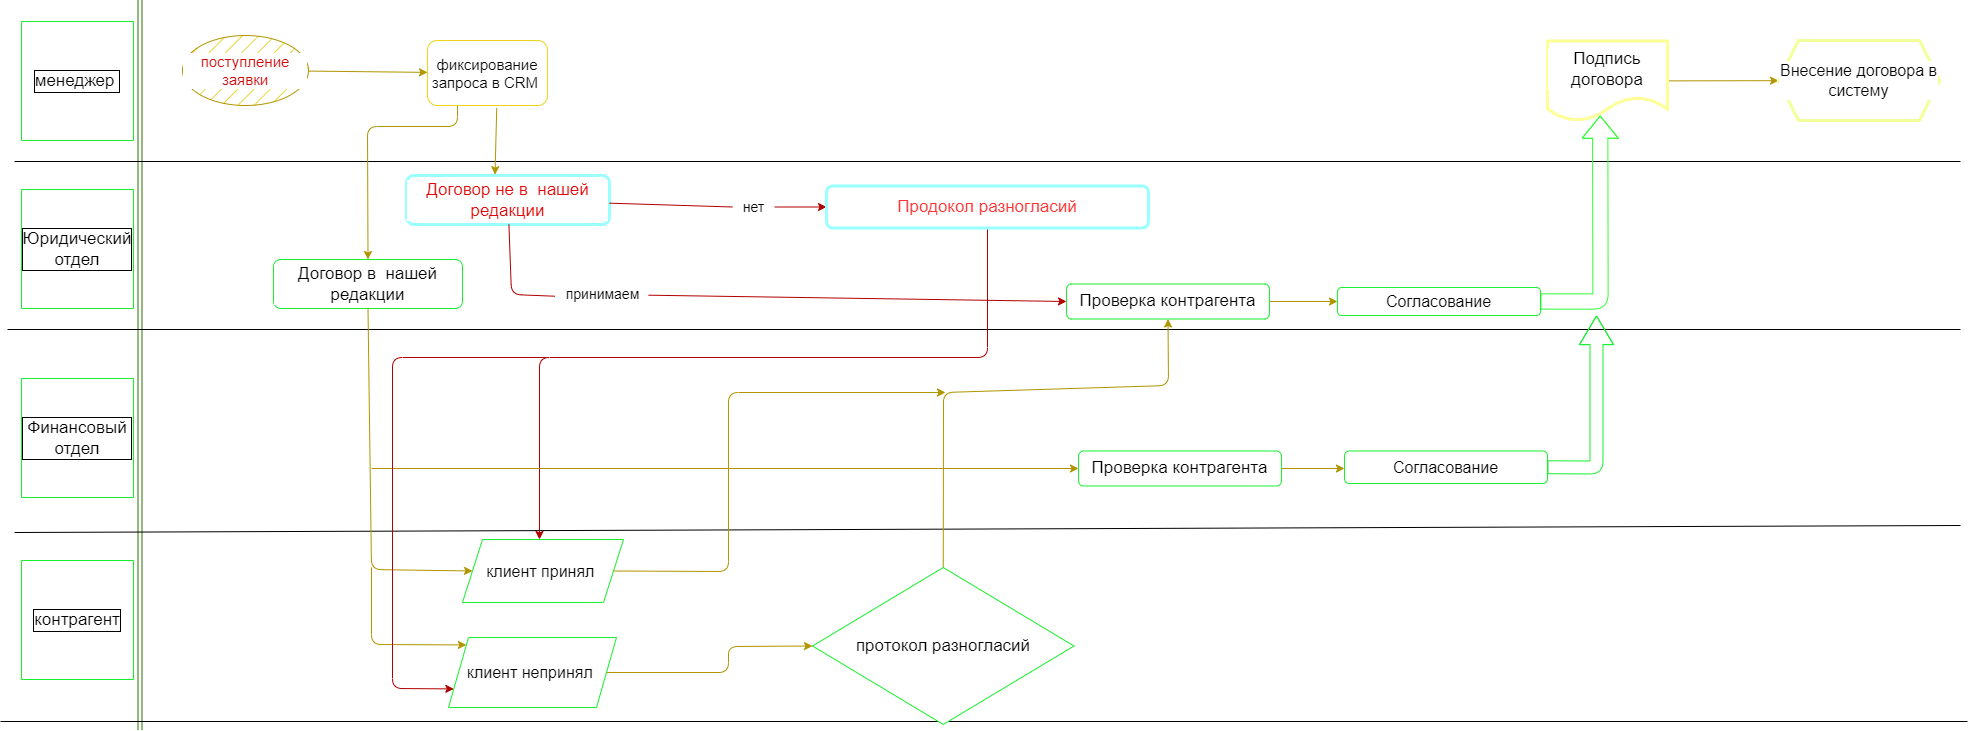 менеджер
поступление
заявки
фиксирование
запроса в CRM
Подпись
договора
Внесение договора в
систему
Юридический
отдел
Договор не в  нашей
редакции
нет
Продокол разногласий
Договор в  нашей
редакции
принимаем
Проверка контрагента
Согласование
Финансовый
отдел
Проверка контрагента
Согласование
контрагент
клиент принял
клиент непринял
протокол разногласий